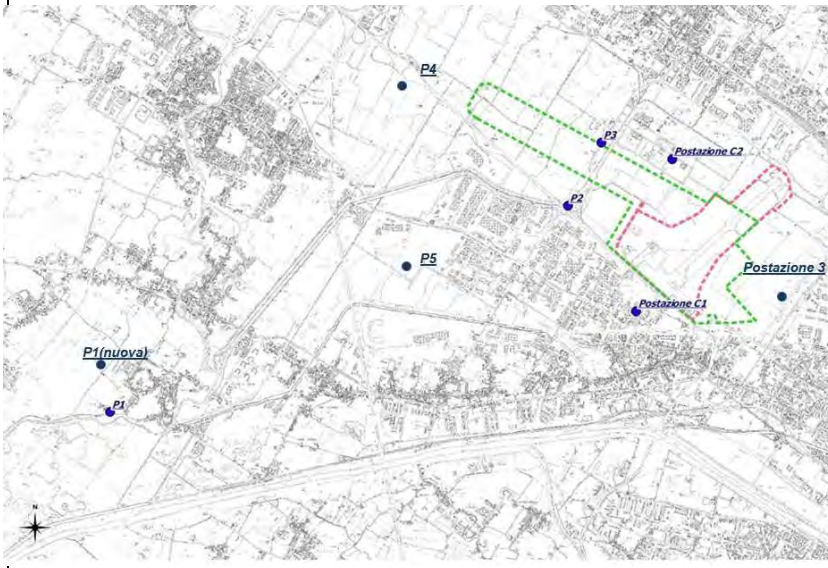 P4
P3
Postazione C2
P2
P5
Postazione 3
Postazione C1
P1(nuova)
P1
N